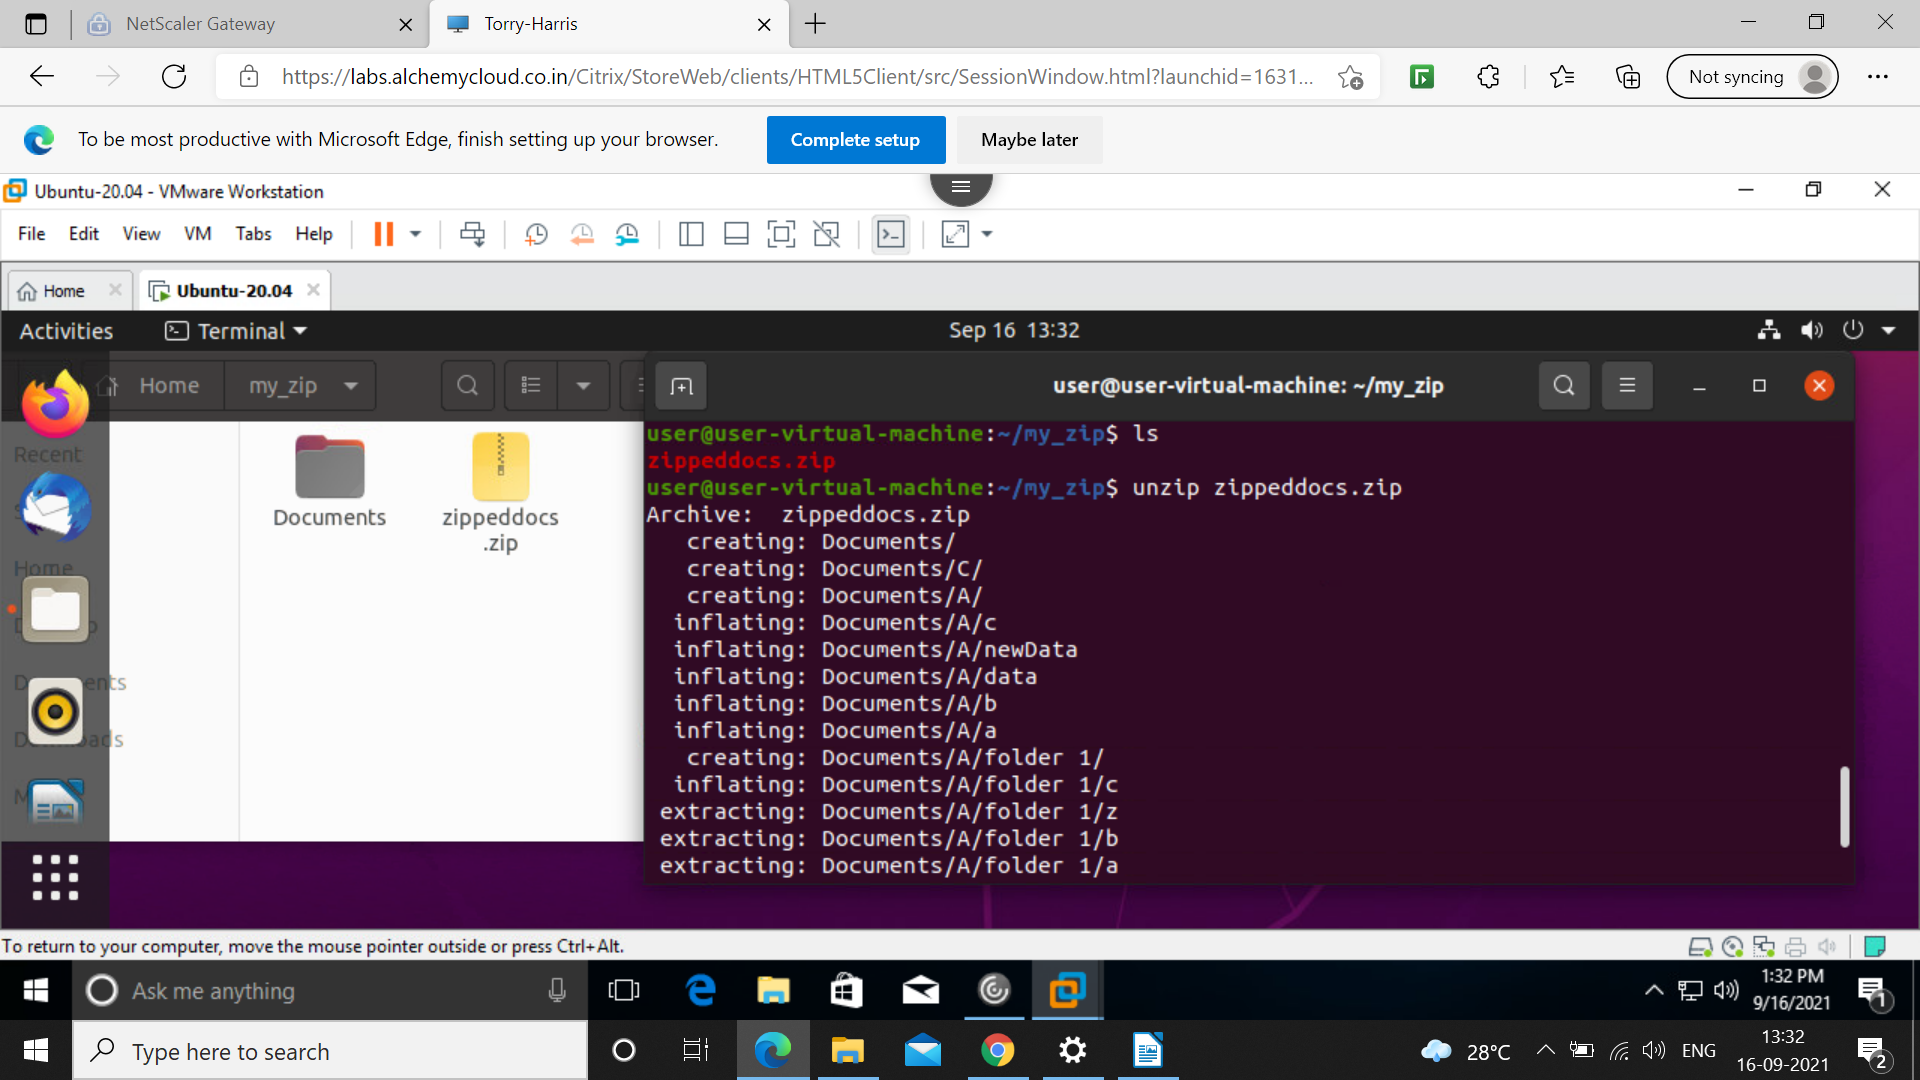 NetScaler Gateway
Torry-Harris
https://labs.alchemycloud.co.in/Citrix/StoreWeb/clients/HTML5Client/src/SessionWindow.html?launchid=1631...
Not syncing
To be most productive with Microsoft Edge, finish setting up your browser.
Complete setup
Maybe later
Ubuntu-20.04 - VMware Workstation
File Edit View VM Tabs Help
Home
Ubuntu-20.04
Activities
Terminal
Sep 16 13:32
Home
my_zip
user@user-virtual-machine: ~/my_zip
Recent
Home
Documents
zippeddocs
.zip
user@user-virtual-machine:~/my_zip$ ls
zippeddocs.zip
user@user-virtual-machine:~/my_zip$ unzip zippeddocs.zip
Archive:  zippeddocs.zip
creating: Documents/
creating: Documents/C/
creating: Documents/A/
inflating: Documents/A/c
inflating: Documents/A/newData
inflating: Documents/A/data
inflating: Documents/A/b
inflating: Documents/A/a
creating: Documents/A/folder 1/
inflating: Documents/A/folder 1/c
extracting: Documents/A/folder 1/z
extracting: Documents/A/folder 1/b
extracting: Documents/A/folder 1/a
To return to your computer, move the mouse pointer outside or press Ctrl+Alt.
Ask me anything
1:32 PM
9/16/2021
1
Type here to search
28°C
ENG
13:32
16-09-2021
2